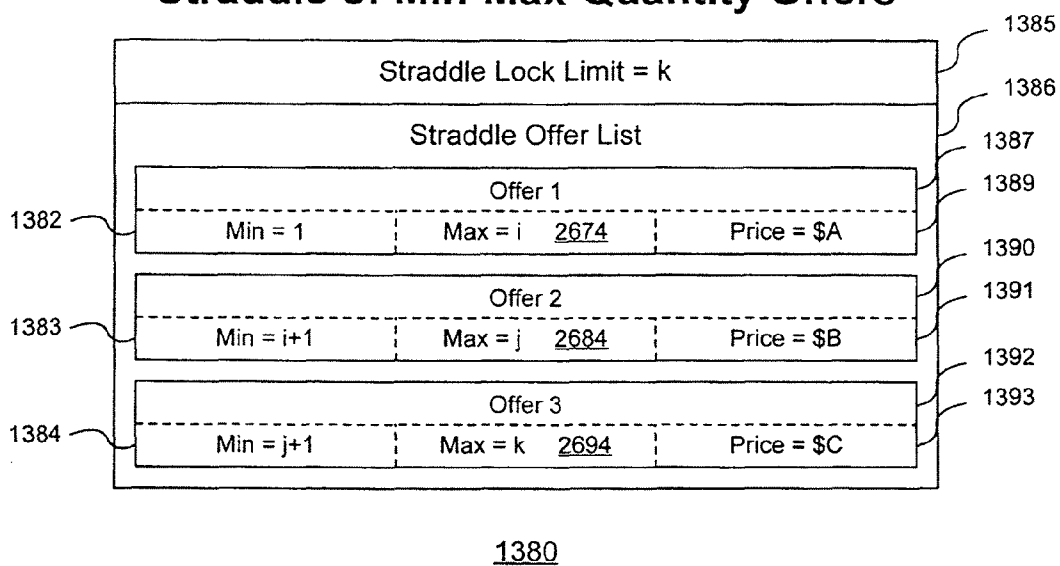 Straddle of Min-Max Quantity Offers
1385
Straddle Lock Limit = k
1386
Straddle Offer List
1387
Offer 1
1389
1382
Min = 1 Max = i 2674 Price = $A
1390
Offer 2
1391
1383
Min = i+1 Max = j 2684 Price = $B
1392
Offer 3
1393
1384
Min = j+1 Max = k 2694 Price = $C
1380